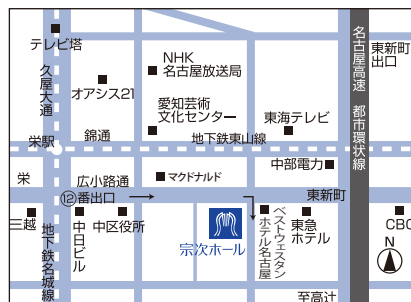 テレビ塔
久屋大通
オアシス21
NHK
名古屋放送局
愛知芸術
文化センター
東海テレビ
名古屋高速 都市環状線
東新町
出口
栄駅
錦通
地下鉄東山線
中部電力
栄
広小路通
マクドナルド
東新町
⑫番出口
三越
地下鉄名城線
中日ビル
中区役所
宗次ホール
ベストウェスタン
ホテル名古屋
東急
ホテル
CBC
N
至高辻